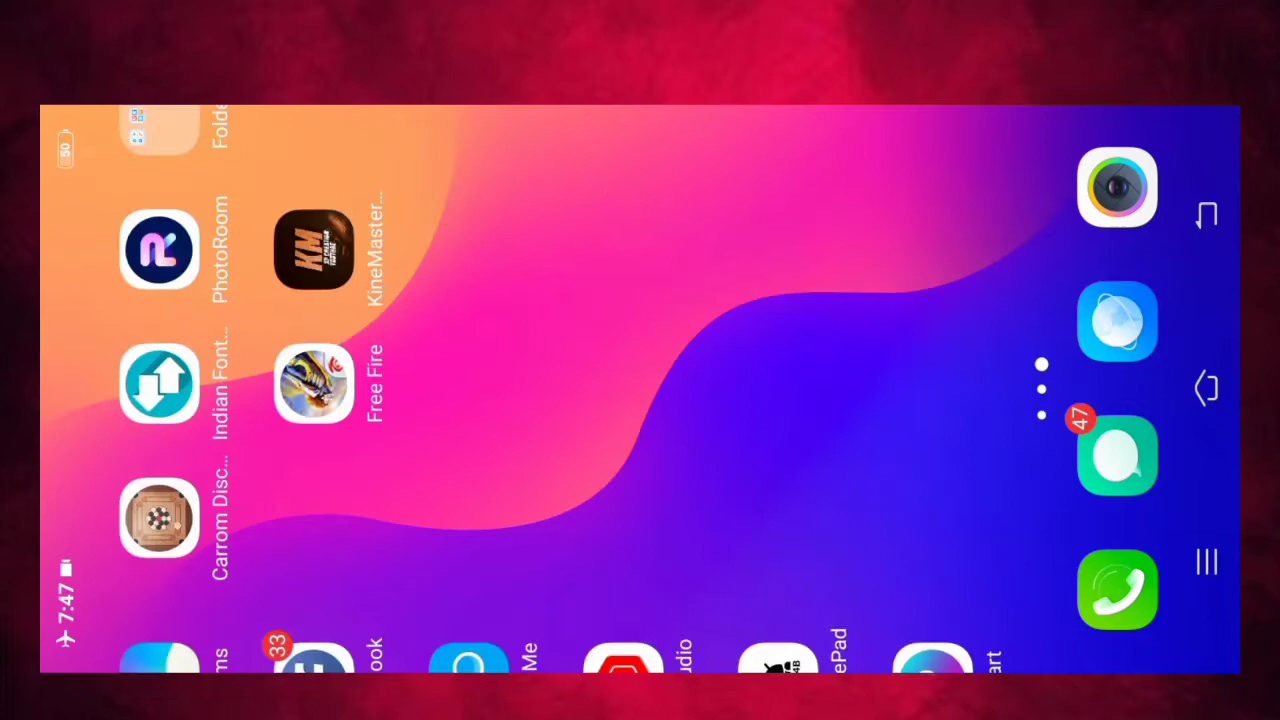 7:47
50
Carrom Disc...
Indian Font...
PhotoRoom
Folde
ms
Free Fire
KineMaster...
KM
33
ook
Me
dio
ePad
art
47